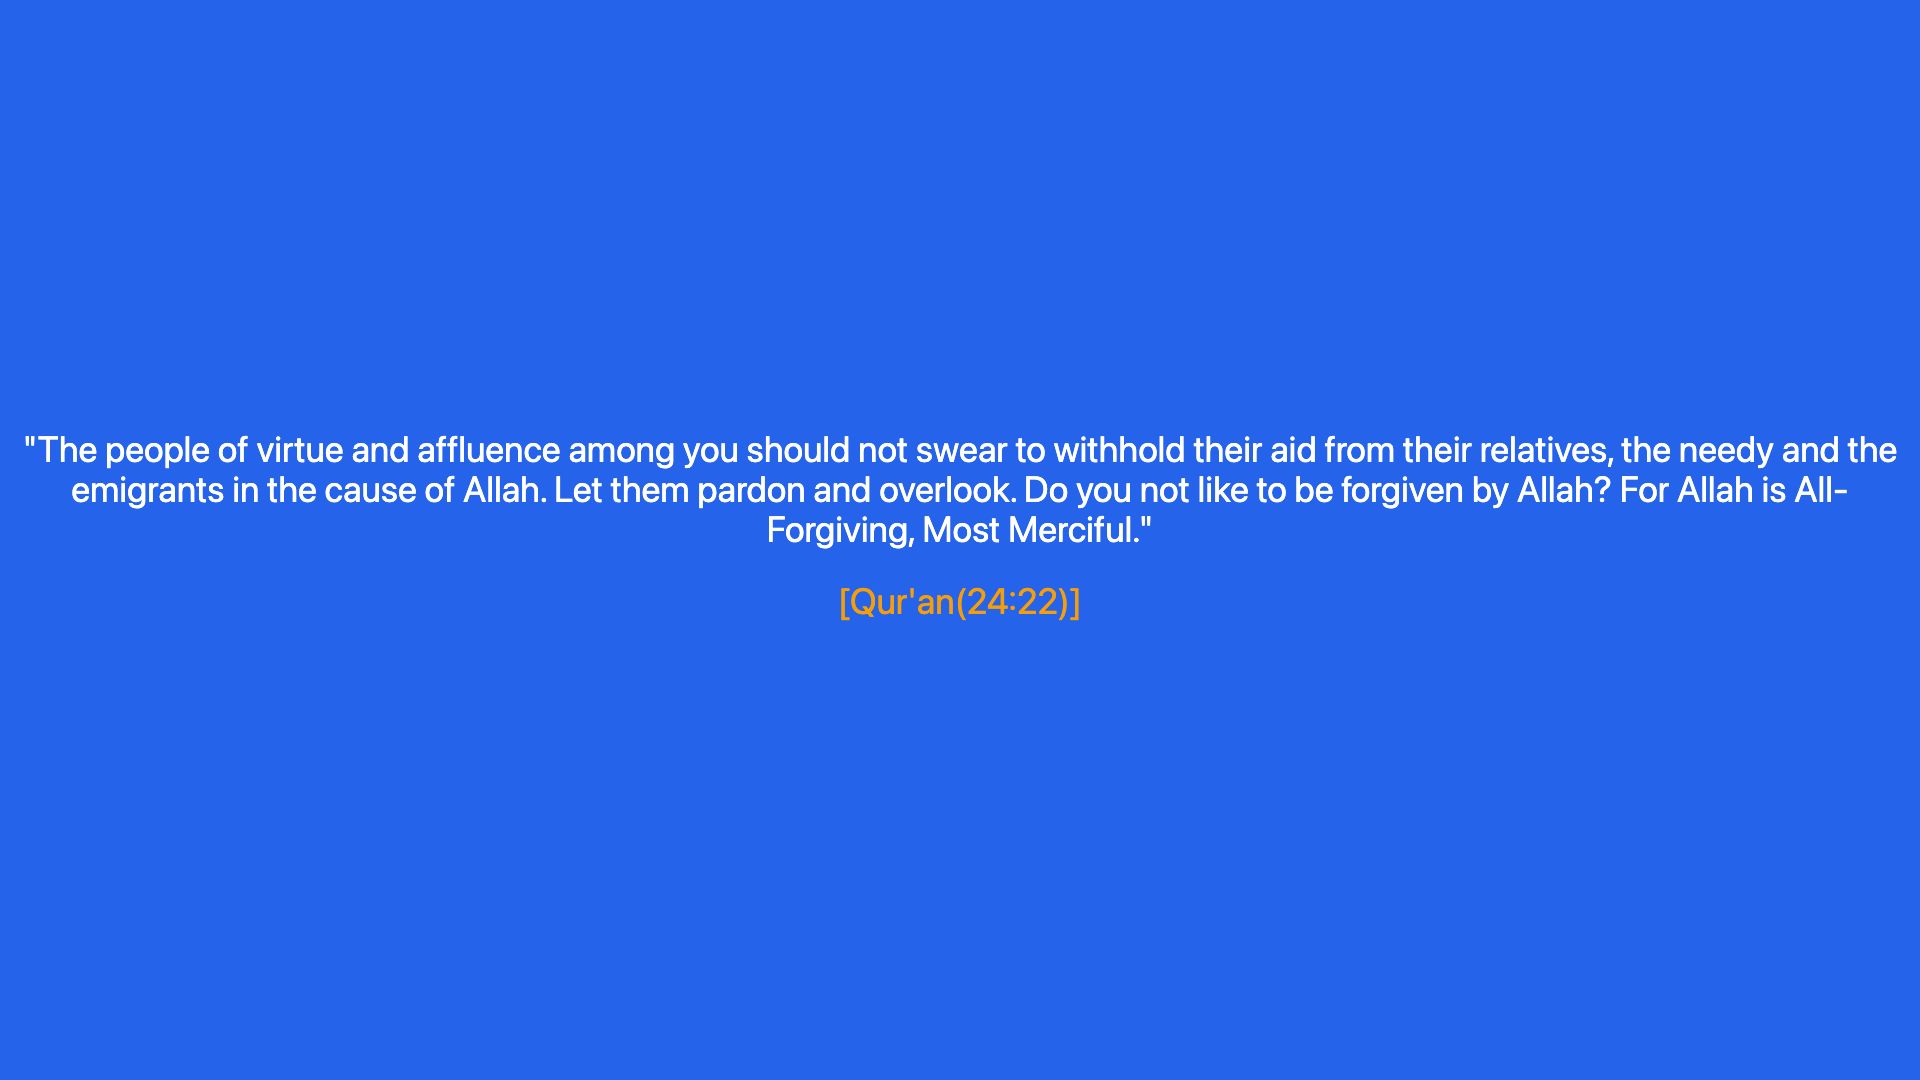 "The people of virtue and affluence among you should not swear to withhold their aid from their relatives, the needy and the
emigrants in the cause of Allah. Let them pardon and overlook. Do you not like to be forgiven by Allah? For Allah is All-
Forgiving, Most Merciful."
[Qur'an(24:22)]